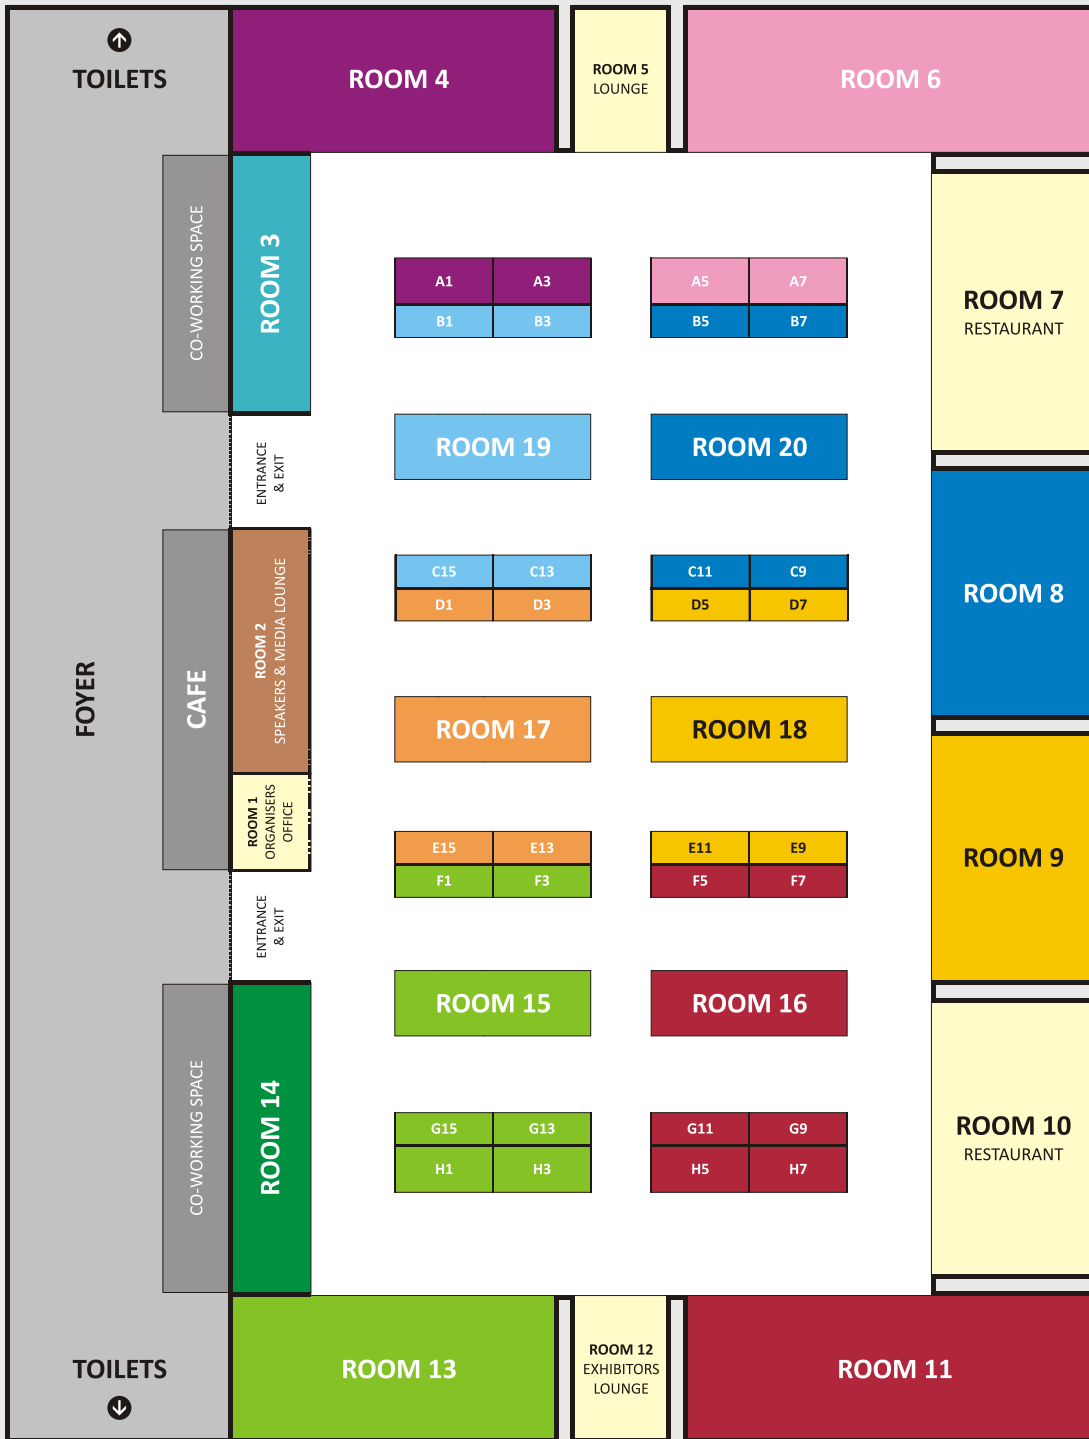 TOILETS
ROOM 4
ROOM 5
LOUNGE
ROOM 6
CO-WORKING SPACE
ROOM 3
A1 A3 A5 A7
B1 B3 B5 B7
ROOM 7
RESTAURANT
ENTRANCE
& EXIT
ROOM 19 ROOM 20
C15 C13 C11 C9
D1 D3 D5 D7
ROOM 8
FOYER
CAFE
ROOM 2
SPEAKERS & MEDIA LOUNGE
ROOM 17 ROOM 18
ROOM 1
ORGANISERS
OFFICE
E15 E13 E11 E9
F1 F3 F5 F7
ROOM 9
ENTRANCE
& EXIT
ROOM 15 ROOM 16
CO-WORKING SPACE
ROOM 14
G15 G13 G11 G9
H1 H3 H5 H7
ROOM 10
RESTAURANT
TOILETS
ROOM 13
ROOM 12
EXHIBITORS
LOUNGE
ROOM 11